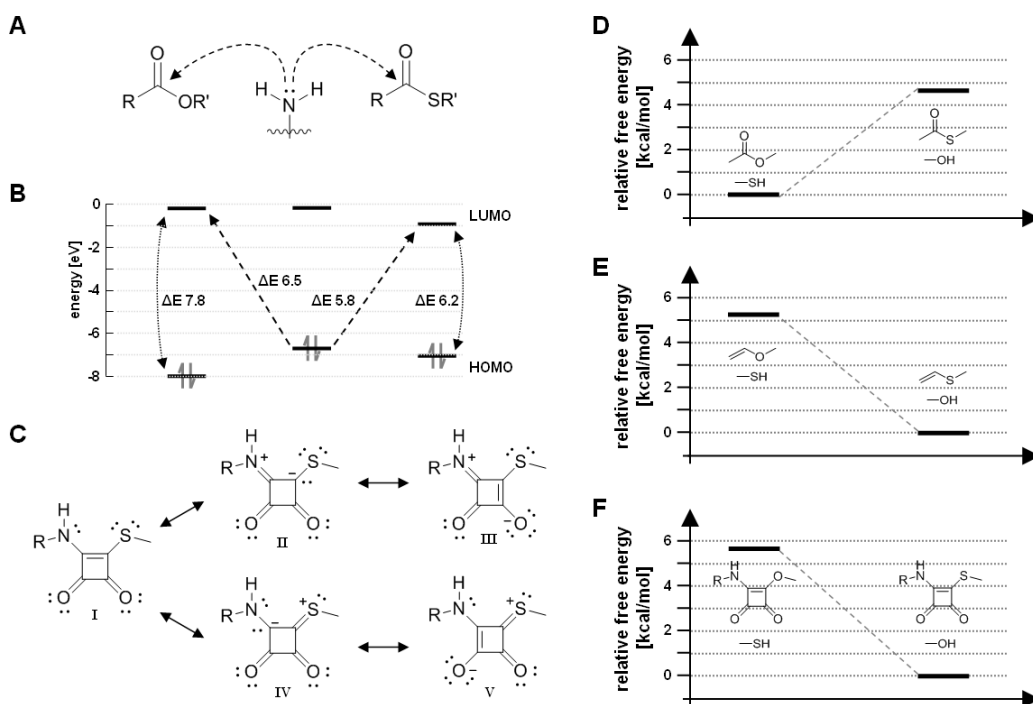 A
O
R
OR'
H
H
N
O
R
SR'
B
energy [eV]
0
-2
-4
-6
-8
ΔE 7.8
ΔE 6.5
ΔE 5.8
ΔE 6.2
LUMO
HOMO
C
H
R
N
S
O
O
I
H
R
N
+
−
S
O
O
II
H
R
N
+
S
O
−
O
III
H
R
N
−
+
S
O
O
IV
H
R
N
+
S
O
−
O
V
D
relative free energy
[kcal/mol]
6
4
2
0
O
O
—SH
O
S
—OH
E
relative free energy
[kcal/mol]
6
4
2
0
O
—SH
S
—OH
F
relative free energy
[kcal/mol]
6
4
2
0
H
R
N
O
O
O
—SH
H
R
N
S
O
O
—OH